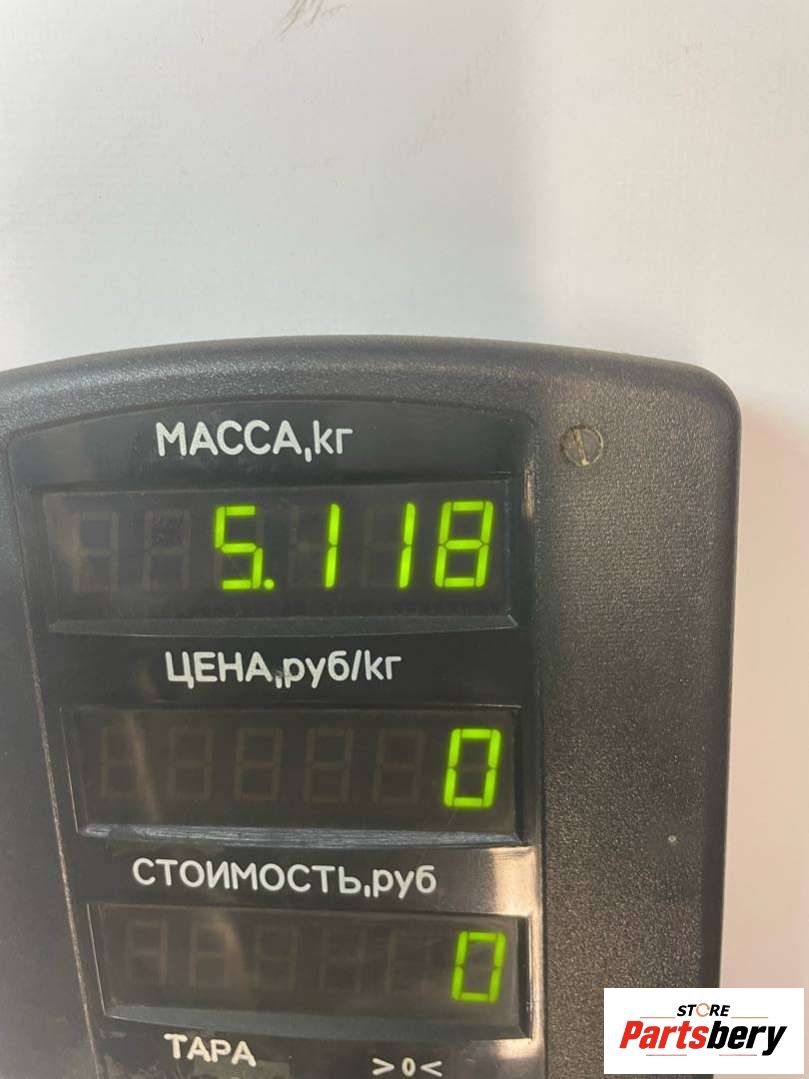 МАССА,кг
5.118
ЦЕНА,руб/кг
0
СТОИМОСТЬ,руб
0
ТАРА >0<
STORE
Partsbery